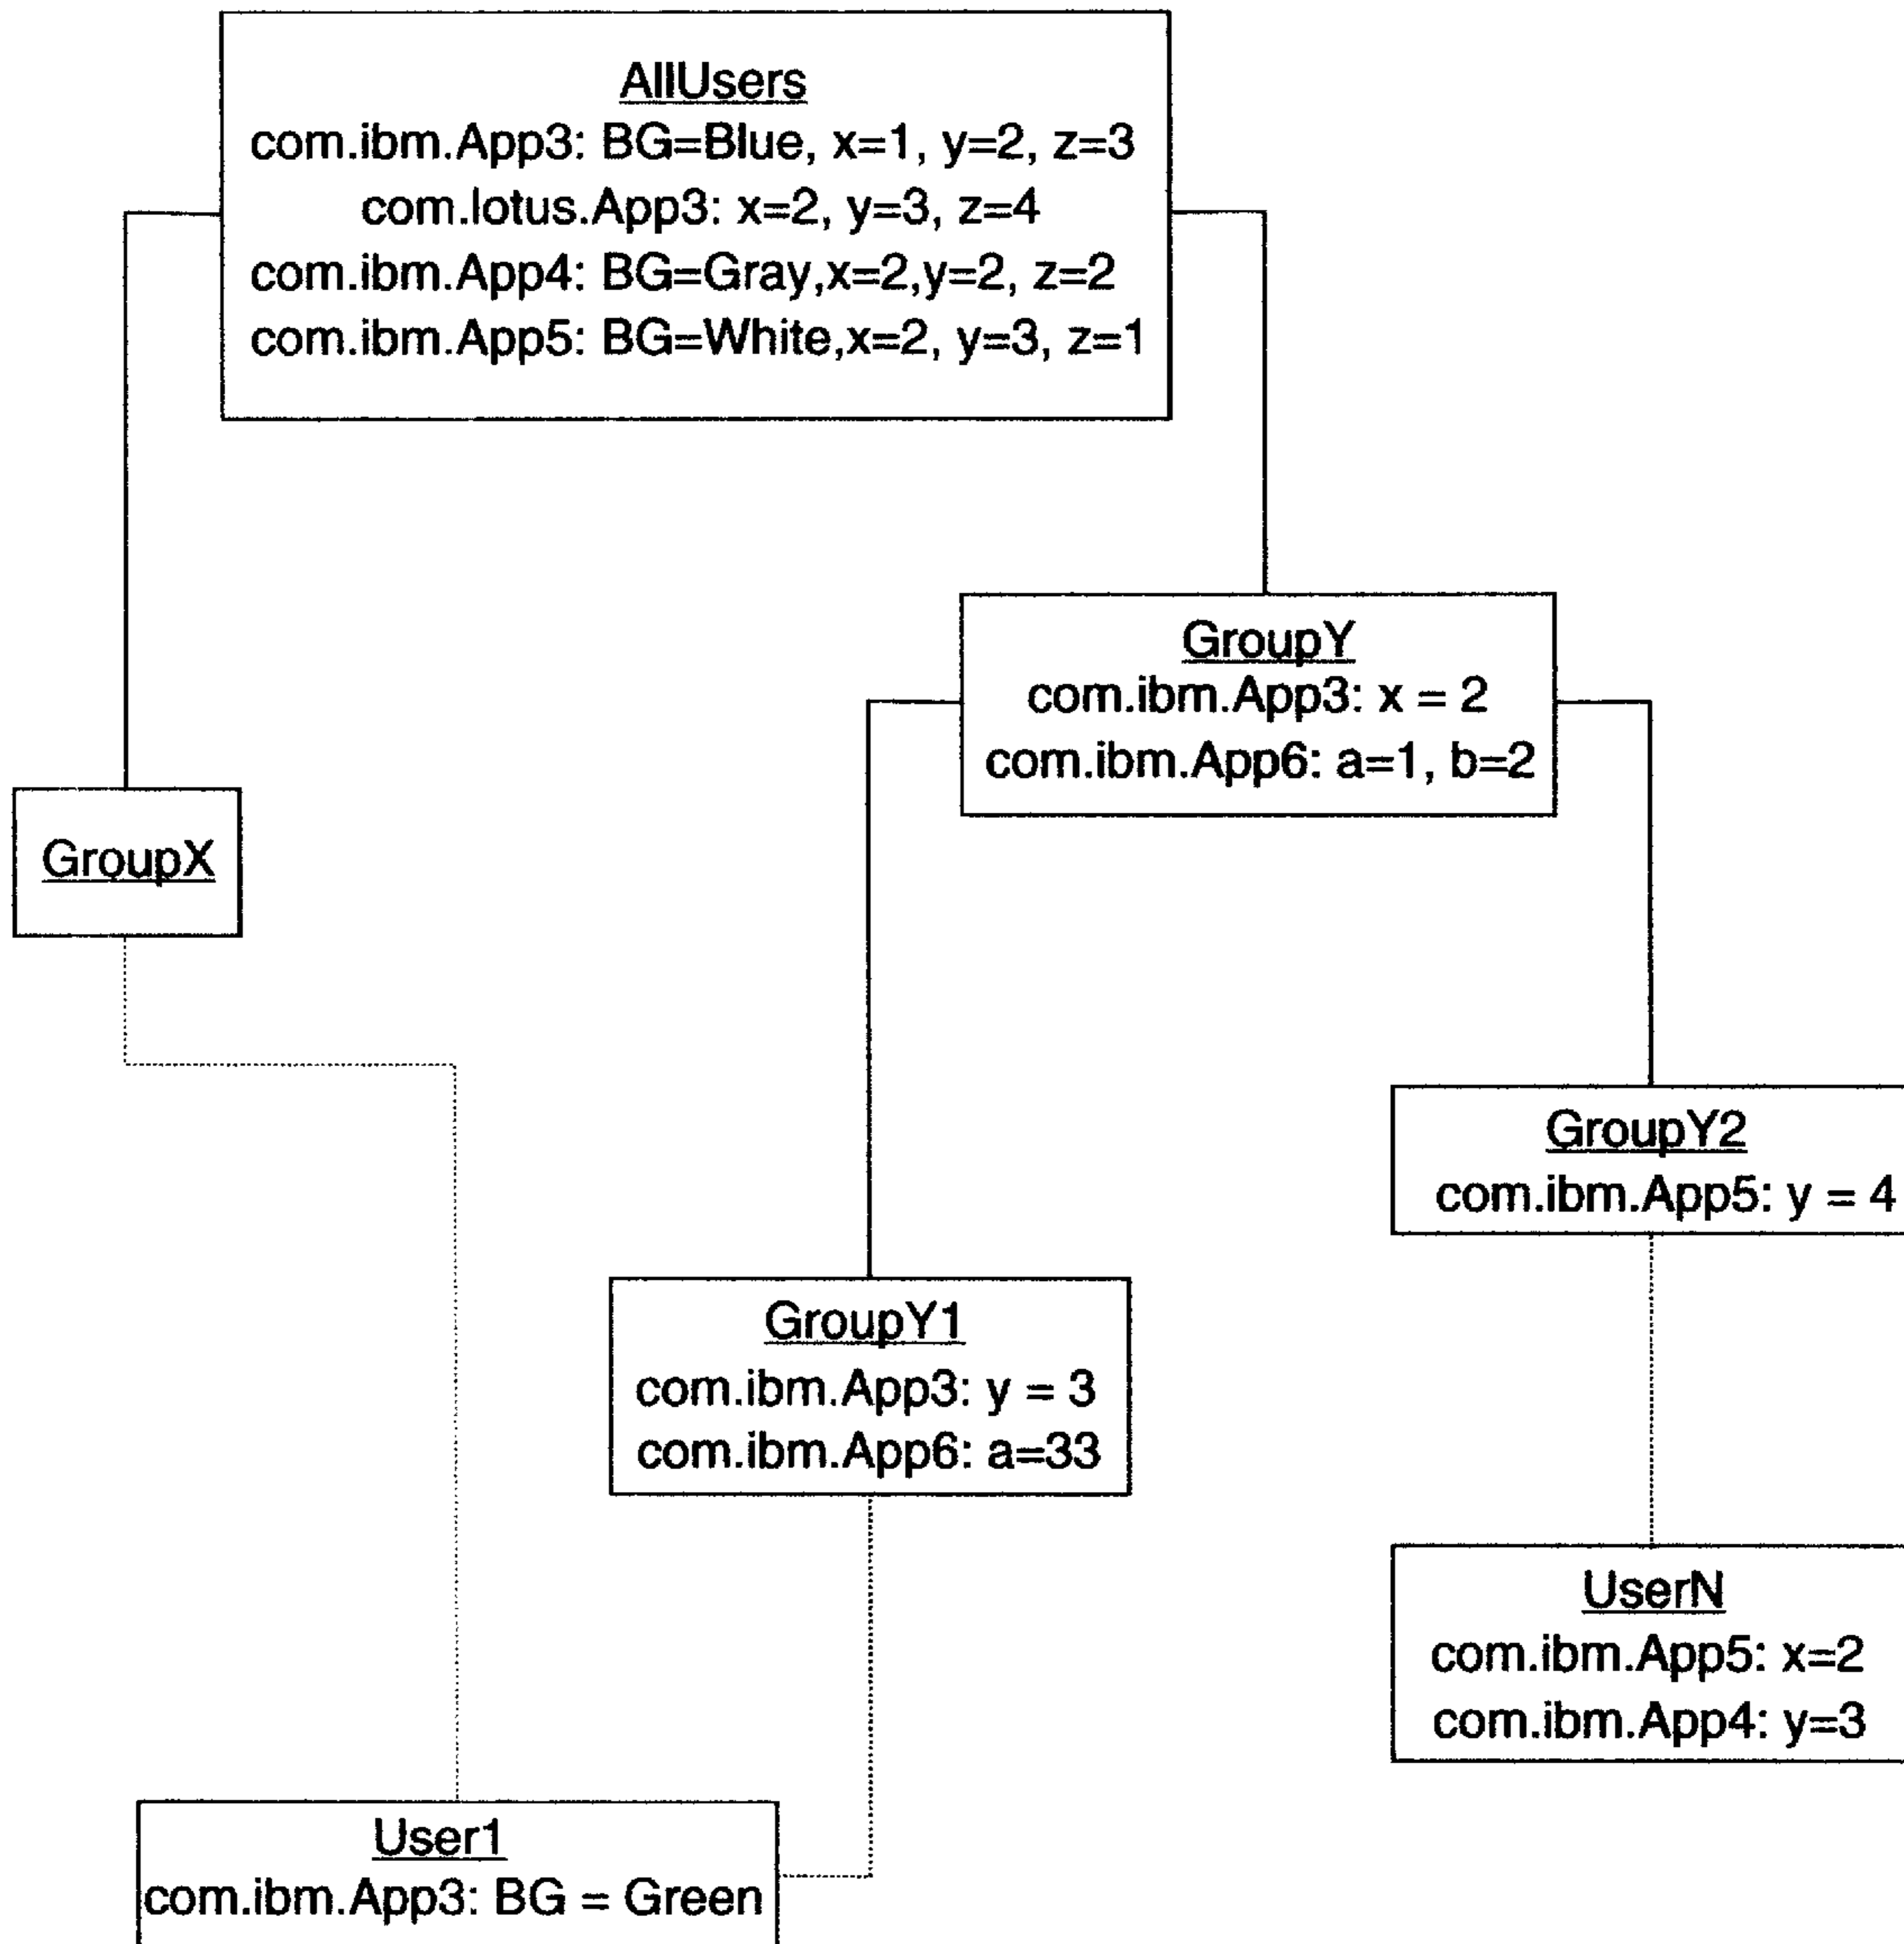 AllUsers
com.ibm.App3: BG=Blue, x=1, y=2, z=3
com.lotus.App3: x=2, y=3, z=4
com.ibm.App4: BG=Gray,x=2,y=2, z=2
com.ibm.App5: BG=White,x=2, y=3, z=1
GroupY
com.ibm.App3: x = 2
com.ibm.App6: a=1, b=2
GroupX
GroupY2
com.ibm.App5: y = 4
GroupY1
com.ibm.App3: y = 3
com.ibm.App6: a=33
UserN
com.ibm.App5: x=2
com.ibm.App4: y=3
User1
com.ibm.App3: BG = Green